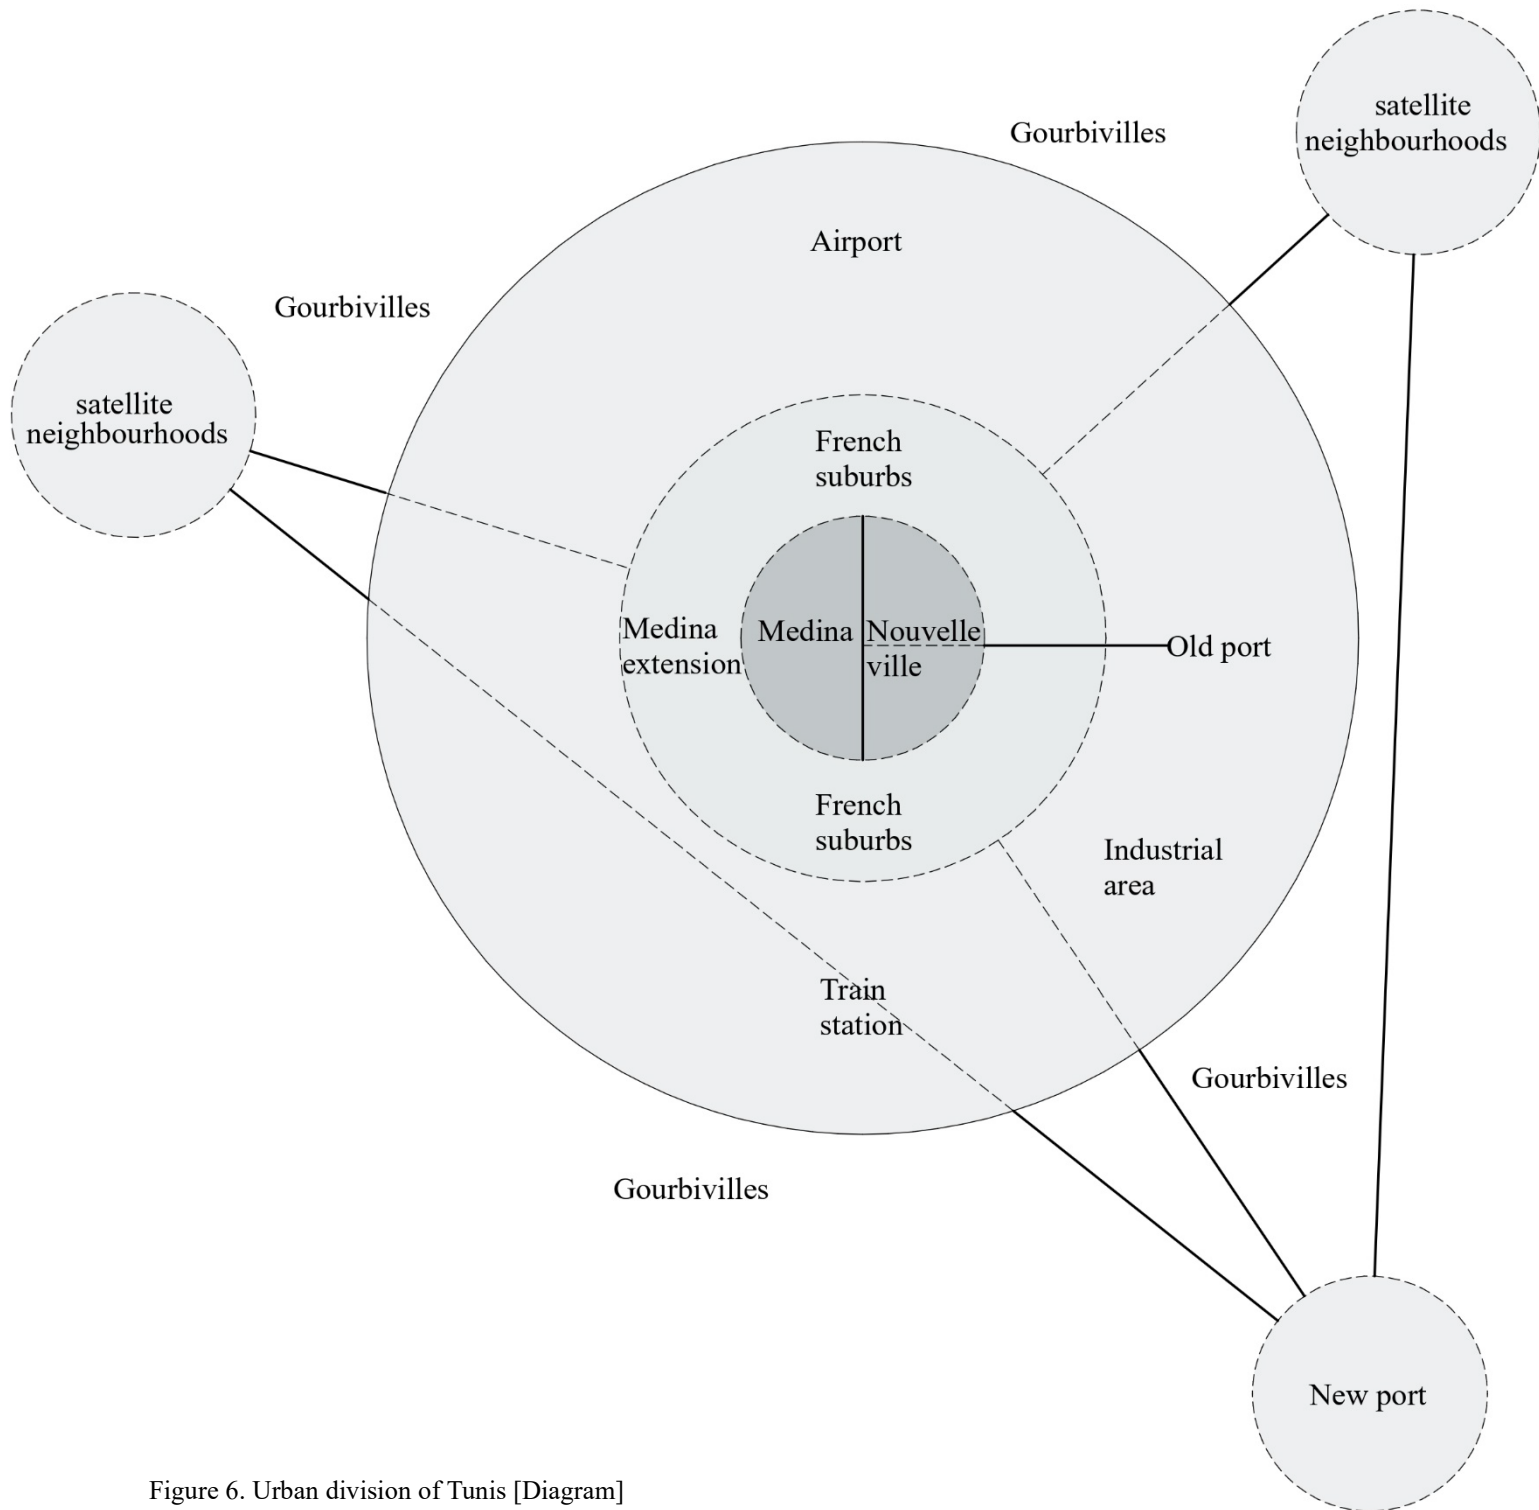 satellite
neighbourhoods
Gourbivilles
Airport
Gourbivilles
satellite
neighbourhoods
French
suburbs
Medina
extension
Medina
Nouvelle
ville
Old port
French
suburbs
Industrial
area
Train
station
Gourbivilles
Gourbivilles
New port
Figure 6. Urban division of Tunis [Diagram]